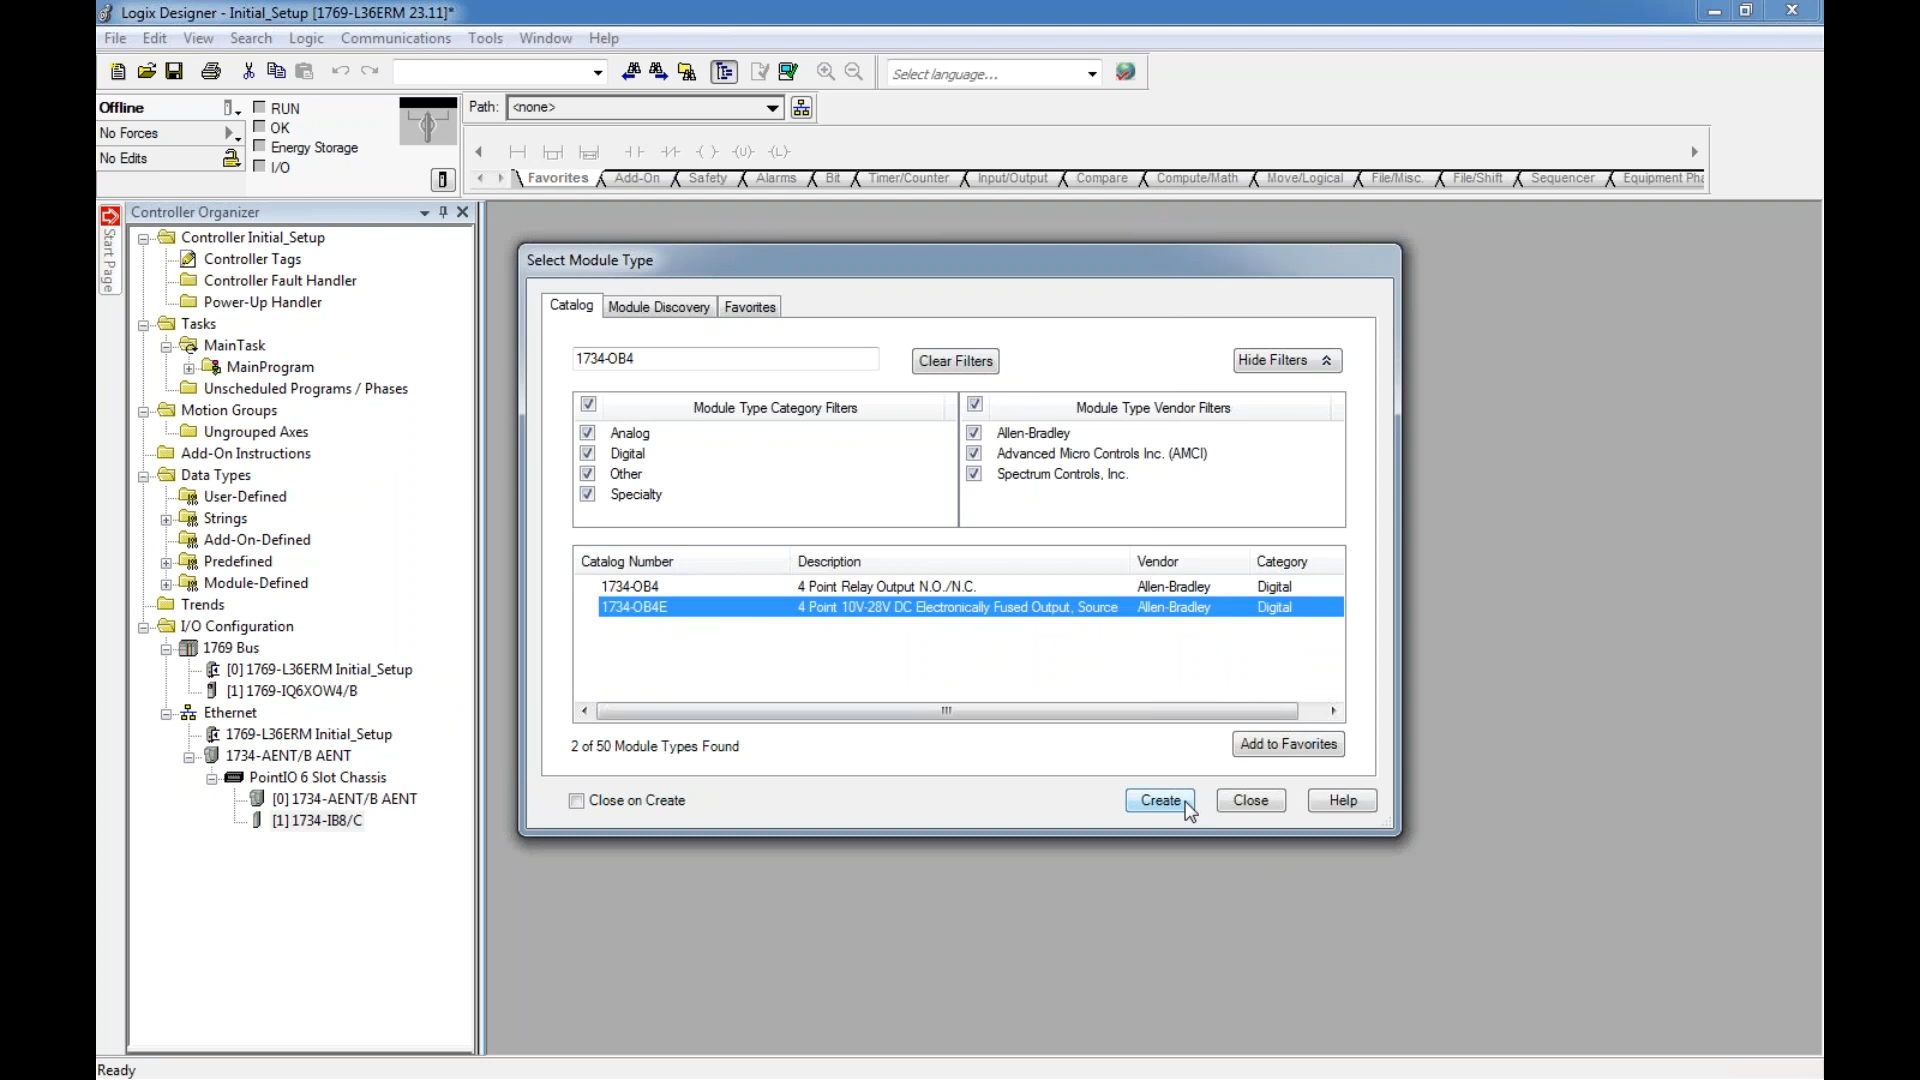 Logix Designer - Initial_Setup [1769-L36ERM 23.11]*
File Edit View Search Logic Communications Tools Window Help
Select language...
Offline
No Forces
No Edits
RUN
OK
Energy Storage
I/O
Path: <none>
Favorites Add-On Safety Alarms Bit Timer/Counter Input/Output Compare Compute/Math Move/Logical File/Misc. File/Shift Sequencer Equipment Pha
Start Page
Controller Organizer
Controller Initial_Setup
Controller Tags
Controller Fault Handler
Power-Up Handler
Tasks
MainTask
MainProgram
Unscheduled Programs / Phases
Motion Groups
Ungrouped Axes
Add-On Instructions
Data Types
User-Defined
Strings
Add-On-Defined
Predefined
Module-Defined
Trends
I/O Configuration
1769 Bus
[0] 1769-L36ERM Initial_Setup
[1] 1769-IQ6XOW4/B
Ethernet
1769-L36ERM Initial_Setup
1734-AENT/B AENT
PointIO 6 Slot Chassis
[0] 1734-AENT/B AENT
[1] 1734-IB8/C
Select Module Type
Catalog Module Discovery Favorites
1734-OB4
Clear Filters
Hide Filters
Module Type Category Filters
Analog
Digital
Other
Specialty
Module Type Vendor Filters
Allen-Bradley
Advanced Micro Controls Inc. (AMCI)
Spectrum Controls, Inc.
Catalog Number Description Vendor Category
1734-OB4 4 Point Relay Output N.O./N.C. Allen-Bradley Digital
1734-OB4E 4 Point 10V-28V DC Electronically Fused Output, Source Allen-Bradley Digital
2 of 50 Module Types Found
Add to Favorites
Close on Create
Create
Close
Help
Ready